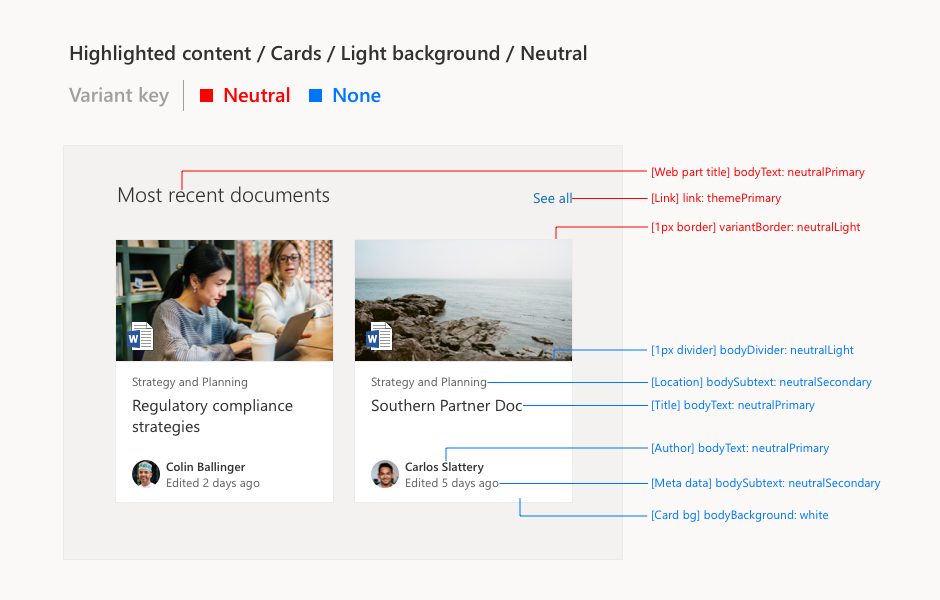 Highlighted content / Cards / Light background / Neutral
Variant key
Neutral
None
Most recent documents
See all
[Web part title] bodyText: neutralPrimary
[Link] link: themePrimary
[1px border] variantBorder: neutralLight
W
Strategy and Planning
Regulatory compliance
strategies
Colin Ballinger
Edited 2 days ago
W
Strategy and Planning
Southern Partner Doc
Carlos Slattery
Edited 5 days ago
[1px divider] bodyDivider: neutralLight
[Location] bodySubtext: neutralSecondary
[Title] bodyText: neutralPrimary
[Author] bodyText: neutralPrimary
[Meta data] bodySubtext: neutralSecondary
[Card bg] bodyBackground: white